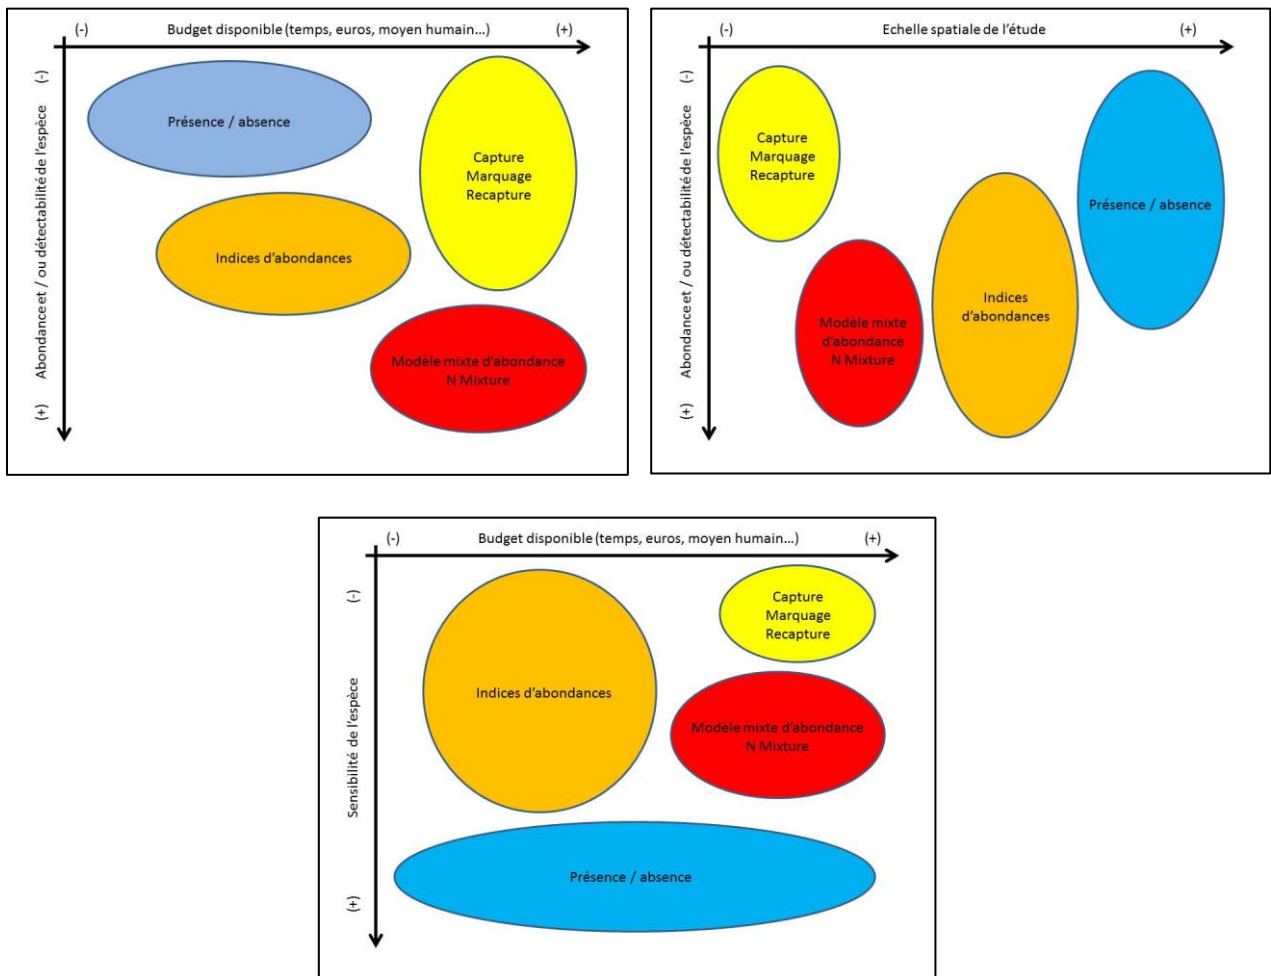 (-) Budget disponible (temps, euros, moyen humain...) (+)
Abondance et / ou détectabilité de l'espèce
(-)
(+)
Présence / absence
Capture
Marquage
Recapture
Indices d'abondances
Modèle mixte d'abondance
N Mixture
(-) Echelle spatiale de l'étude (+)
Abondance et / ou détectabilité de l'espèce
(-)
(+)
Capture
Marquage
Recapture
Présence / absence
Indices
d'abondances
Modèle mixte
d'abondance
N Mixture
(-) Budget disponible (temps, euros, moyen humain...) (+)
Sensibilité de l'espèce
(-)
(+)
Capture
Marquage
Recapture
Indices d'abondances
Modèle mixte d'abondance
N Mixture
Présence / absence